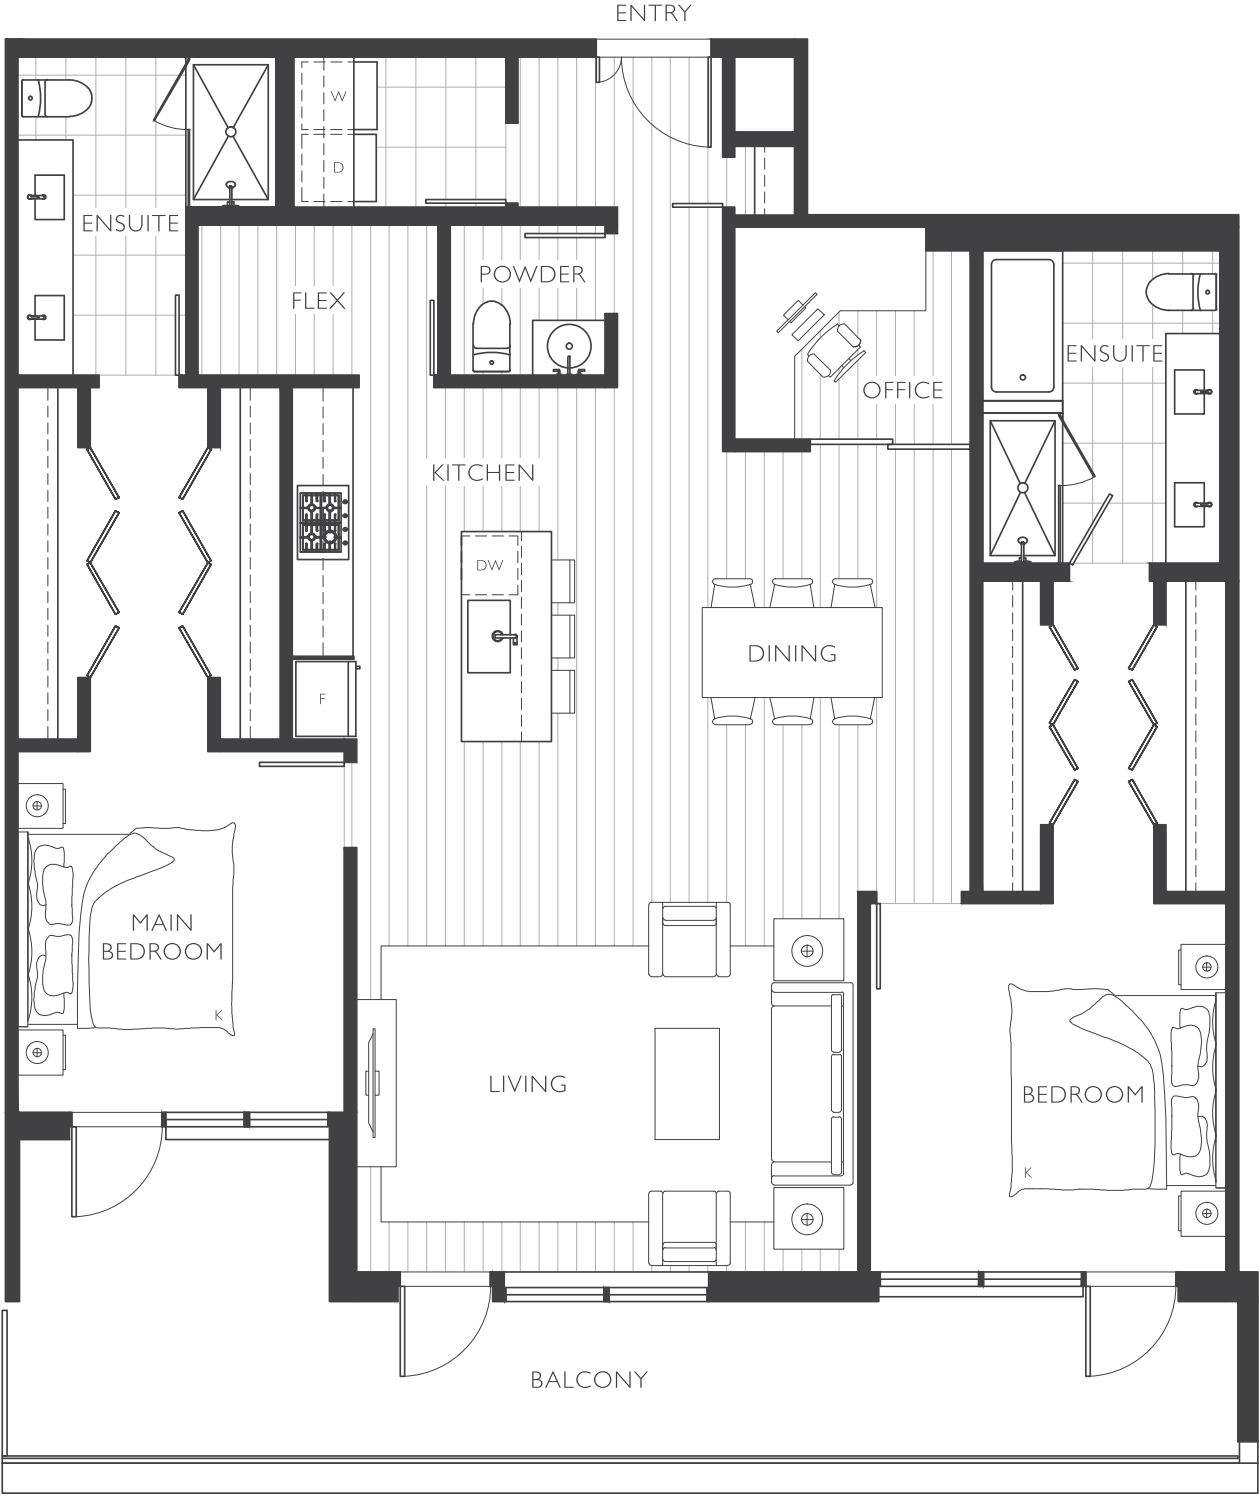 ENTRY
W
D
ENSUITE
POWDER
FLEX
ENSUITE
OFFICE
KITCHEN
DW
DINING
F
MAIN
BEDROOM
K
LIVING
BEDROOM
K
BALCONY